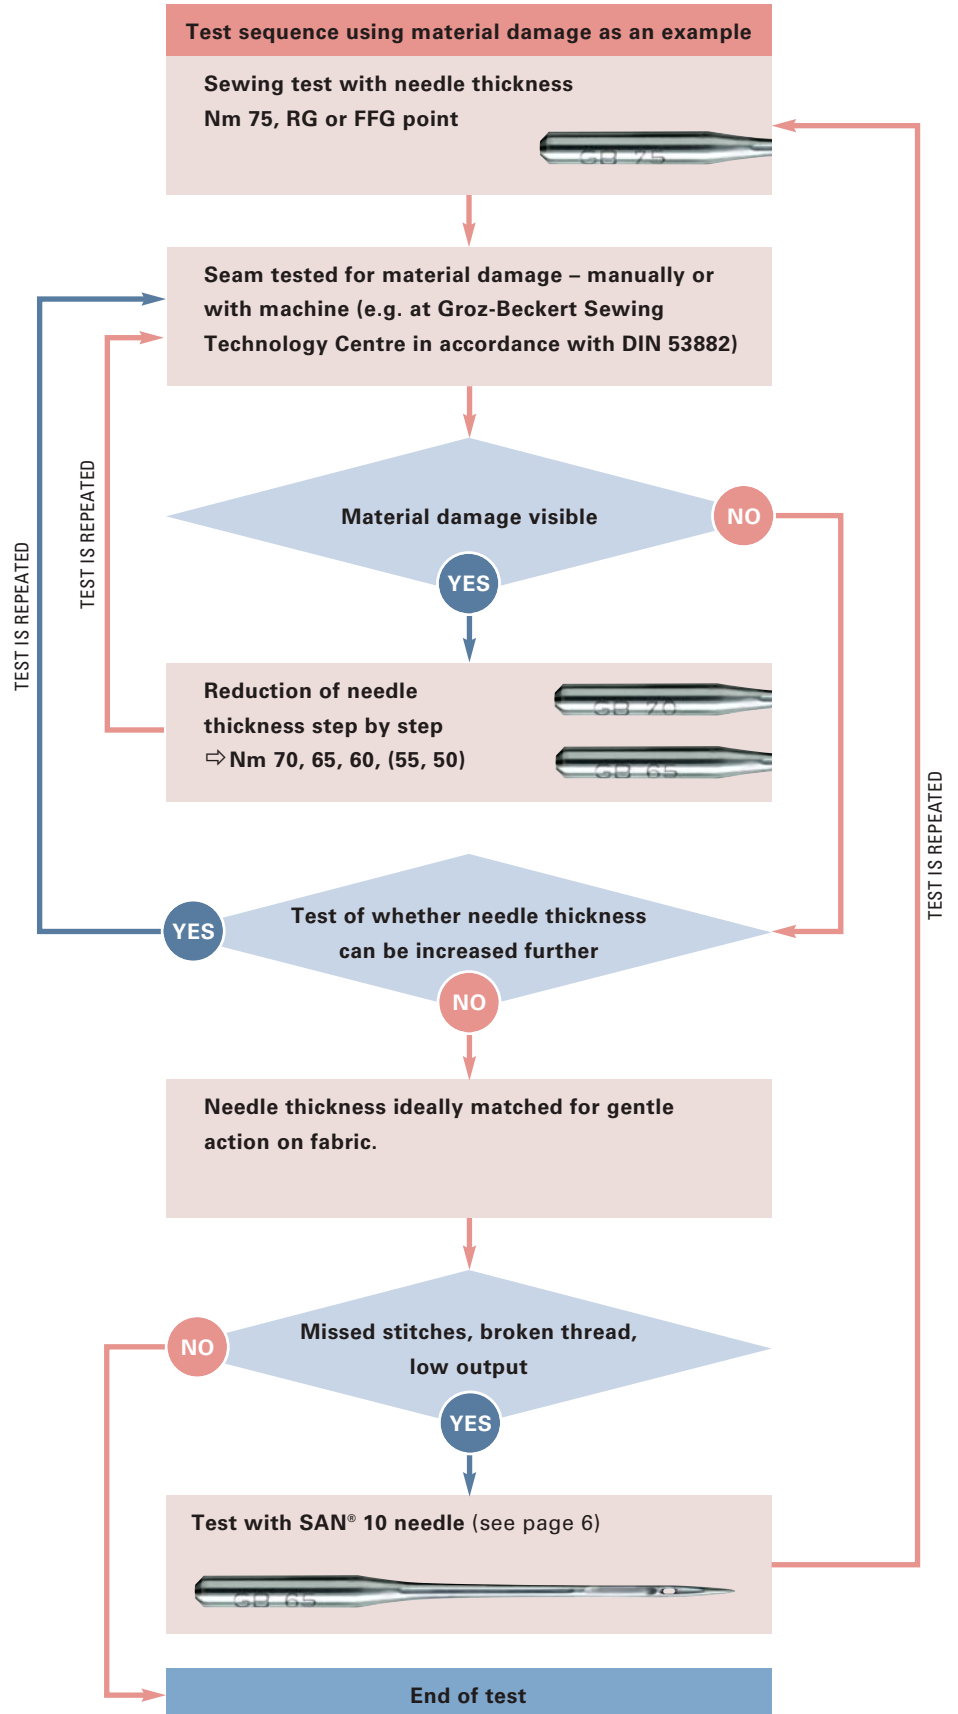 Test sequence using material damage as an example
Sewing test with needle thickness
Nm 75, RG or FFG point
GB 75
Seam tested for material damage – manually or
with machine (e.g. at Groz-Beckert Sewing
Technology Centre in accordance with DIN 53882)
TEST IS REPEATED
TEST IS REPEATED
Material damage visible
NO
YES
Reduction of needle
thickness step by step
⇨ Nm 70, 65, 60, (55, 50)
GB 70
GB 65
TEST IS REPEATED
YES
Test of whether needle thickness
can be increased further
NO
Needle thickness ideally matched for gentle
action on fabric.
NO
Missed stitches, broken thread,
low output
YES
Test with SAN® 10 needle (see page 6)
GB 65
End of test